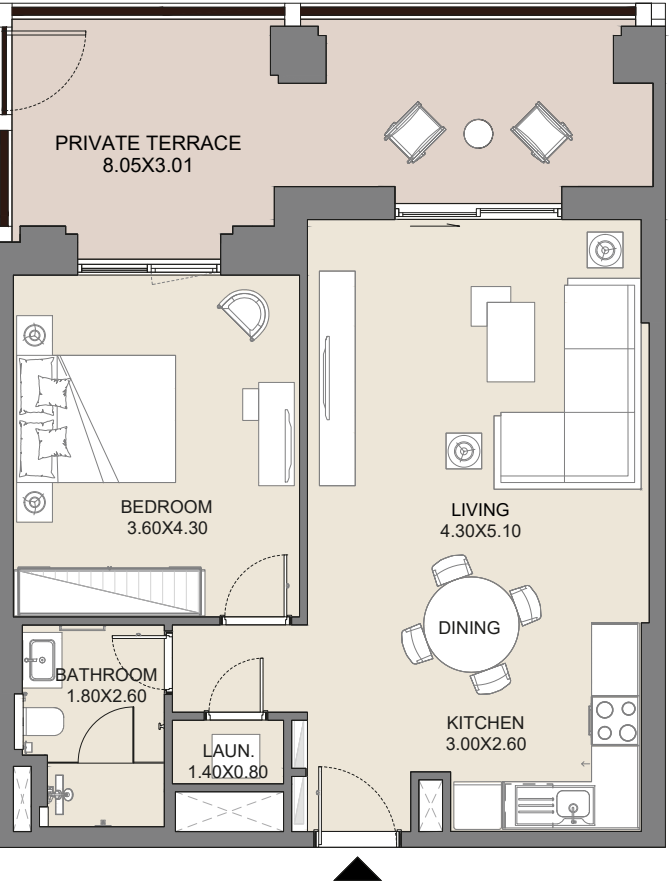 PRIVATE TERRACE
8.05X3.01
BEDROOM
3.60X4.30
LIVING
4.30X5.10
DINING
BATHROOM
1.80X2.60
KITCHEN
3.00X2.60
LAUN.
1.40X0.80